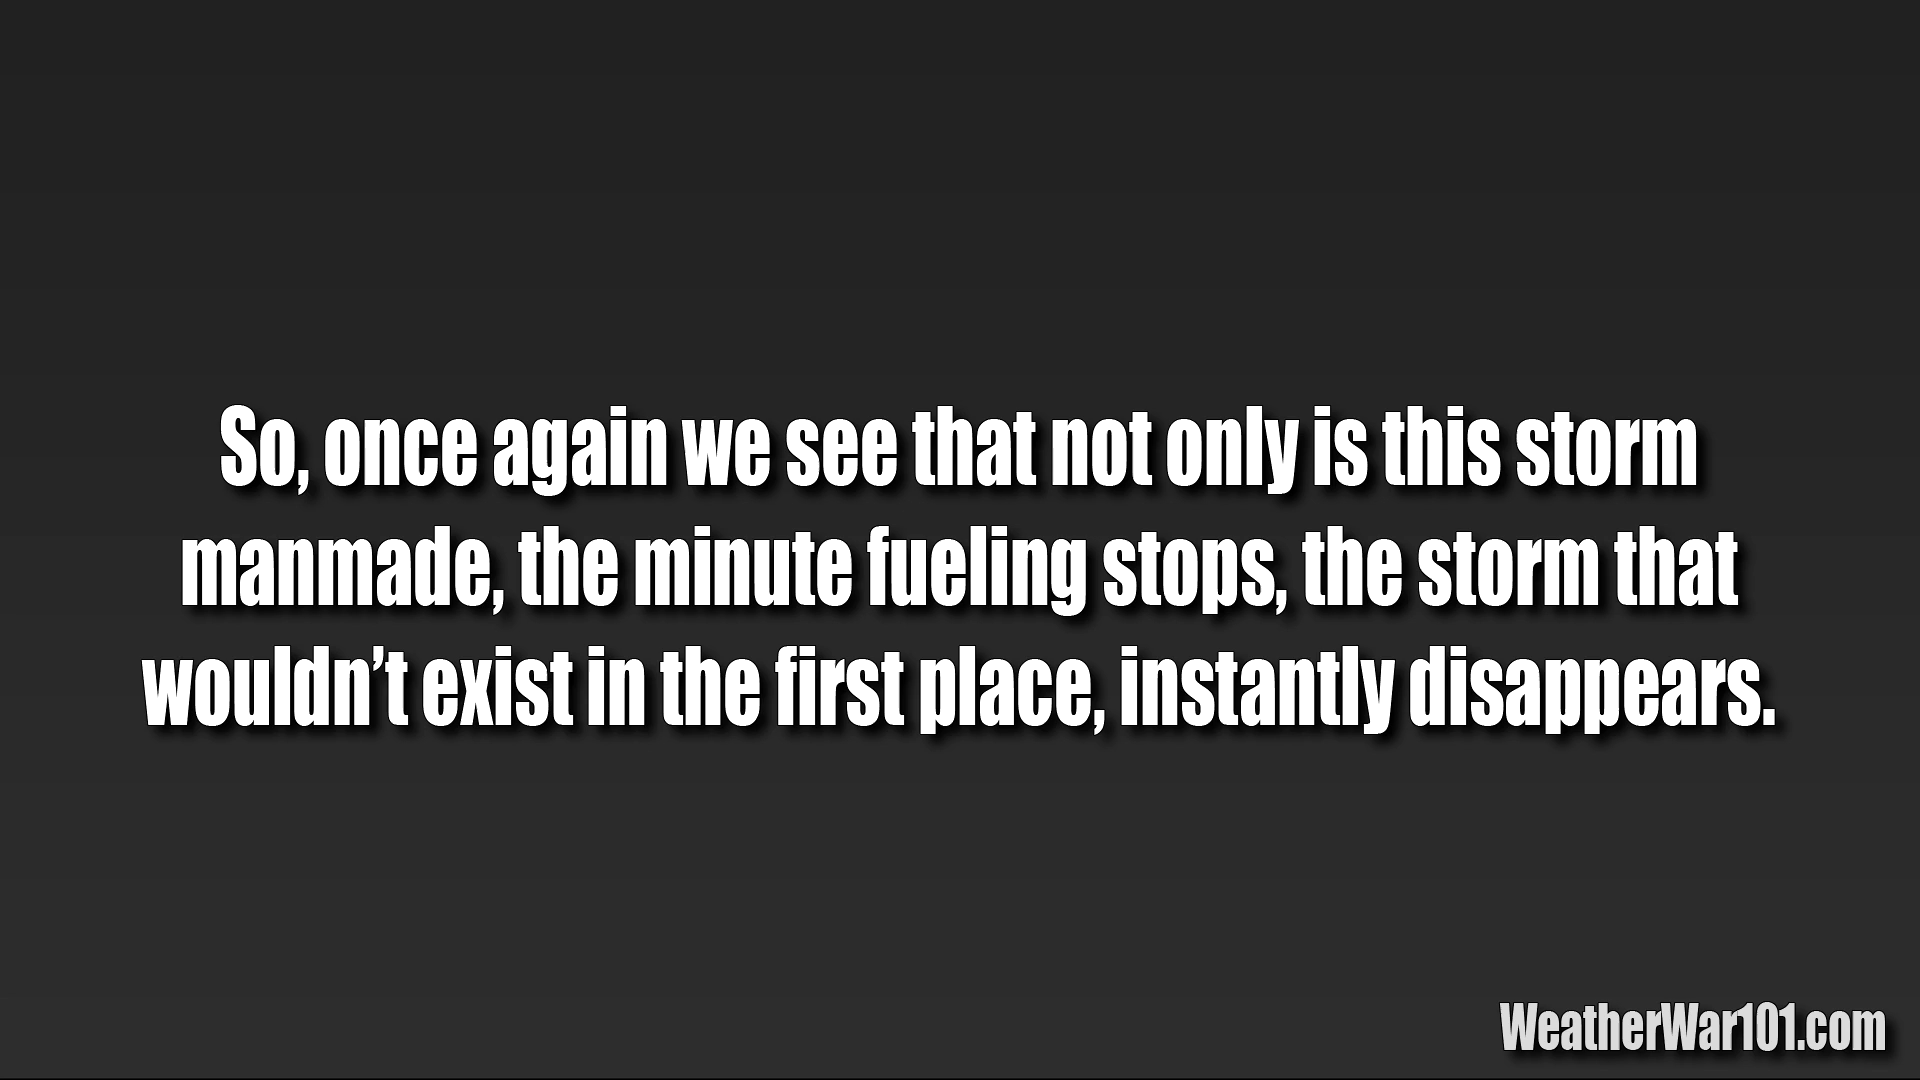 So, once again we see that not only is this storm
manmade, the minute fueling stops, the storm that
wouldn’t exist in the first place, instantly disappears.
WeatherWar101.com